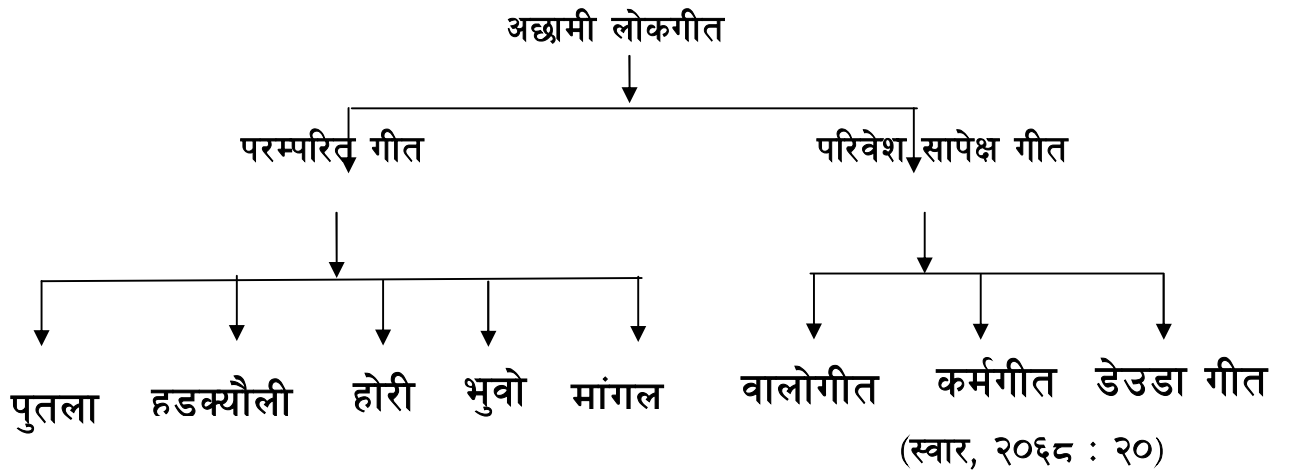 अछामी लोकगीत
परम्परित गीत परिवेश सापेक्ष गीत
पुतला हडक्यौली होरी भुवो मांगल वालोगीत कर्मगीत डेउडा गीत
(स्वार, २०६८ : २०)